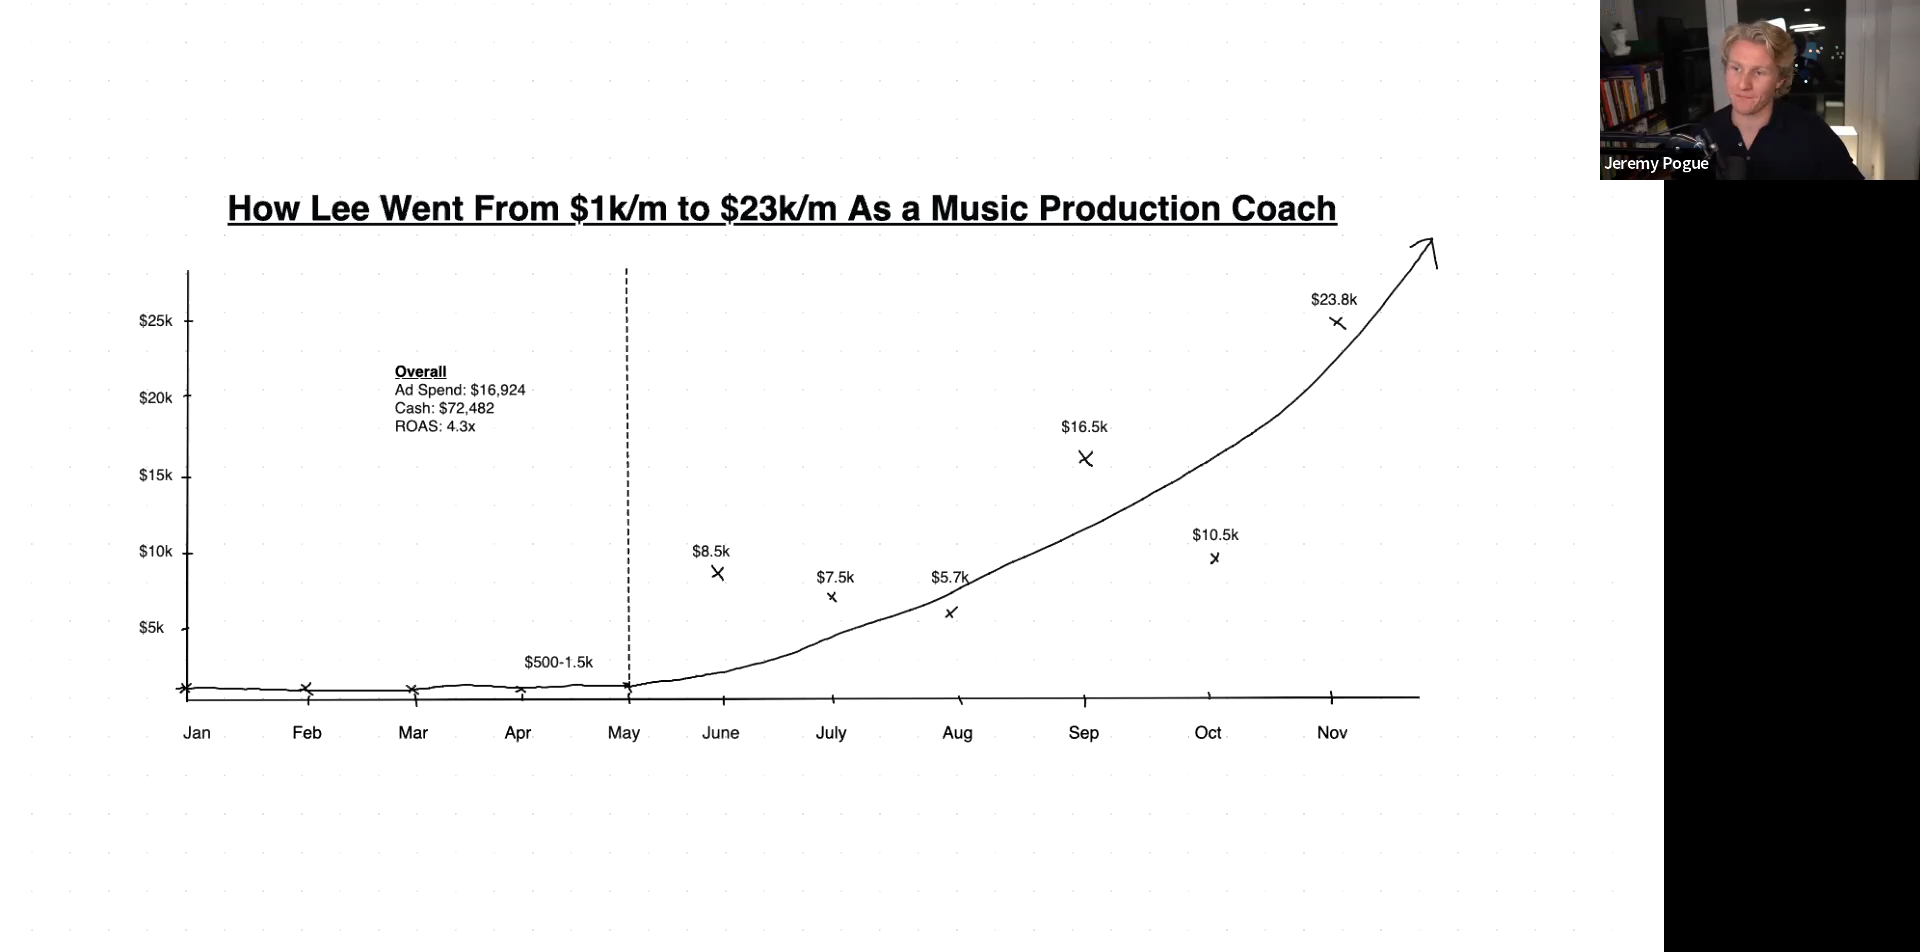 Jeremy Pogue
How Lee Went From $1k/m to $23k/m As a Music Production Coach
$23.8k
$25k
Overall
Ad Spend: $16,924
$20k
Cash: $72,482
ROAS: 4.3x
$16.5k
$15k
$10.5k
$10k
$8.5k
$7.5k
$5.7k
$5k
$500-1.5k
Jan Feb Mar Apr May June July Aug Sep Oct Nov